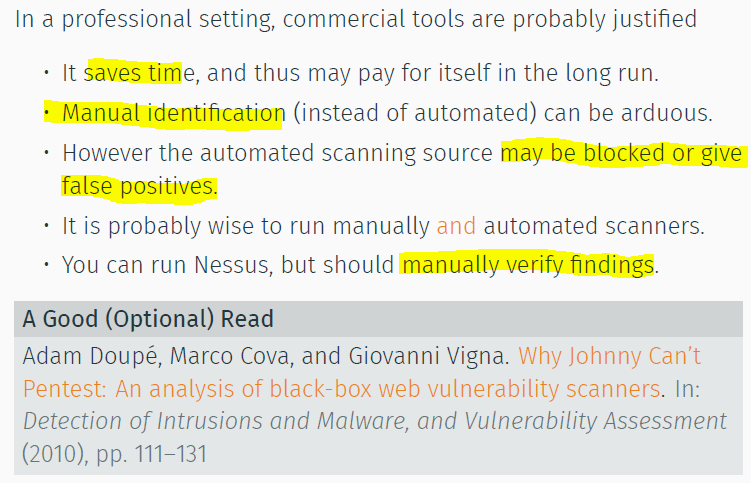 In a professional setting, commercial tools are probably justified
• It saves time, and thus may pay for itself in the long run.
• Manual identification (instead of automated) can be arduous.
• However the automated scanning source may be blocked or give
false positives.
• It is probably wise to run manually and automated scanners.
• You can run Nessus, but should manually verify findings.
A Good (Optional) Read
Adam Doupé, Marco Cova, and Giovanni Vigna. Why Johnny Can’t
Pentest: An analysis of black-box web vulnerability scanners. In:
Detection of Intrusions and Malware, and Vulnerability Assessment
(2010), pp. 111–131